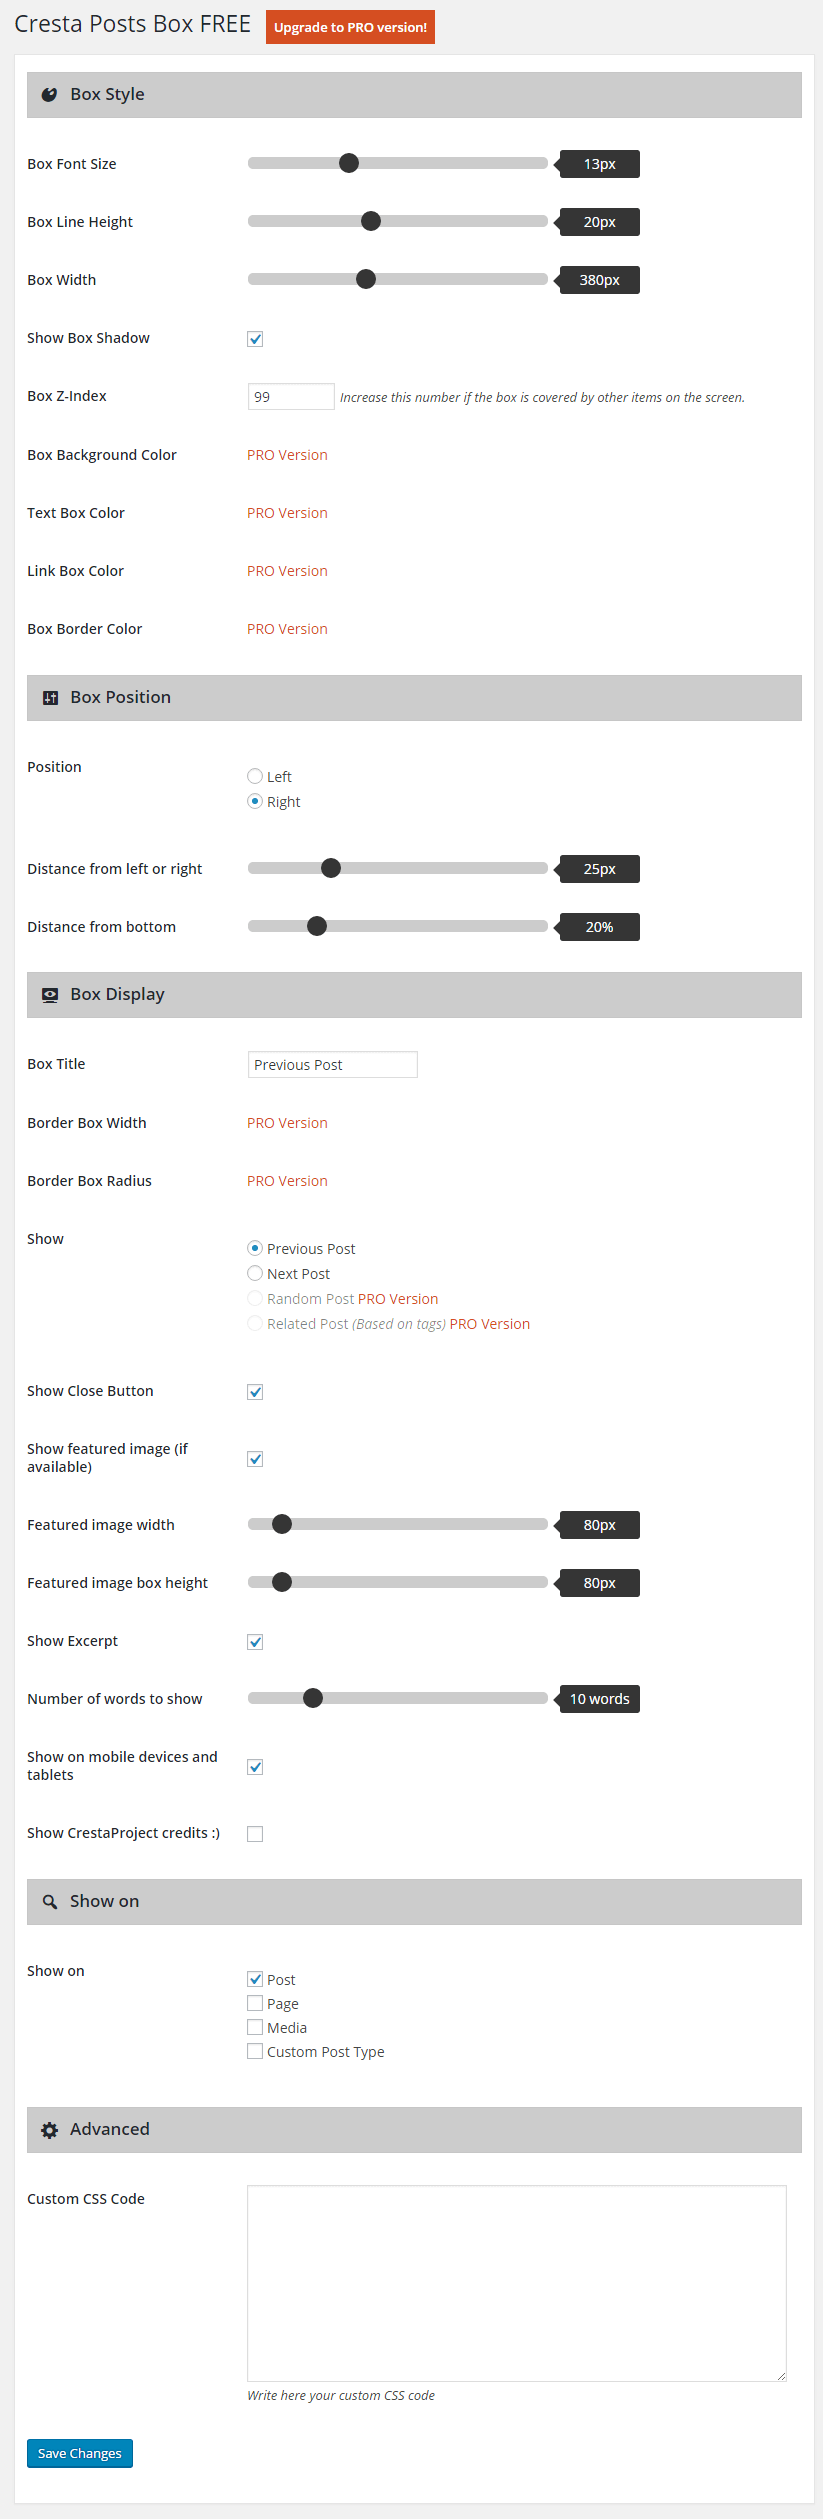 Cresta Posts Box FREE Upgrade to PRO version!
Box Style
Box Font Size 13px
Box Line Height 20px
Box Width 380px
Show Box Shadow
Box Z-Index 99 Increase this number if the box is covered by other items on the screen.
Box Background Color PRO Version
Text Box Color PRO Version
Link Box Color PRO Version
Box Border Color PRO Version
Box Position
Position
Left
Right
Distance from left or right 25px
Distance from bottom 20%
Box Display
Box Title Previous Post
Border Box Width PRO Version
Border Box Radius PRO Version
Show
Previous Post
Next Post
Random Post PRO Version
Related Post (Based on tags) PRO Version
Show Close Button
Show featured image (if
available)
Featured image width 80px
Featured image box height 80px
Show Excerpt
Number of words to show 10 words
Show on mobile devices and
tablets
Show CrestaProject credits :)
Show on
Show on
Post
Page
Media
Custom Post Type
Advanced
Custom CSS Code
Write here your custom CSS code
Save Changes